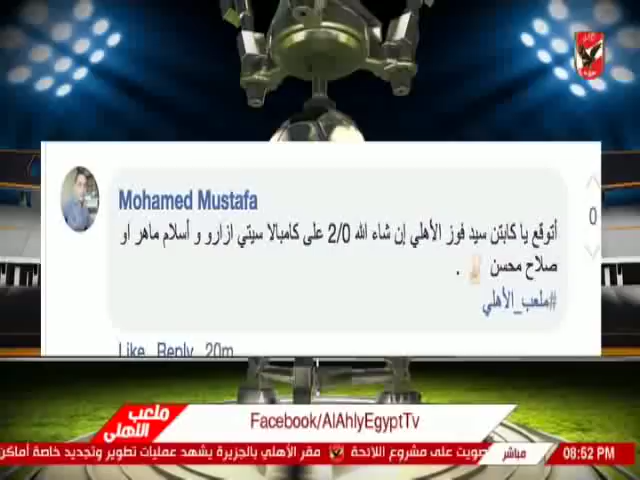 Mohamed Mustafa
أتوقع يا كابتن سيد فوز الأهلي إن شاء الله 2/0 على كامبالا سيتي ازارو و أسلام ماهر او
صلاح محسن ✌ .
#ملعب_الأهلي
0
Like Reply 20m
ملعب
الأهلى
Facebook/AlAhlyEgyptTv
08:52 PM
مباشر
صويت على مشروع اللائحة
مقر الأهلي بالجزيرة يشهد عمليات تطوير وتجديد خاصة أماكن